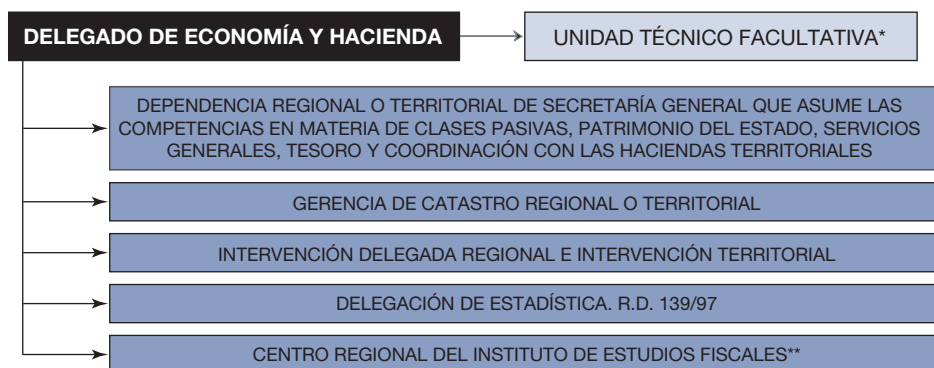 DELEGADO DE ECONOMÍA Y HACIENDA
UNIDAD TÉCNICO FACULTATIVA*
DEPENDENCIA REGIONAL O TERRITORIAL DE SECRETARÍA GENERAL QUE ASUME LAS
COMPETENCIAS EN MATERIA DE CLASES PASIVAS, PATRIMONIO DEL ESTADO, SERVICIOS
GENERALES, TESORO Y COORDINACIÓN CON LAS HACIENDAS TERRITORIALES
GERENCIA DE CATASTRO REGIONAL O TERRITORIAL
INTERVENCIÓN DELEGADA REGIONAL E INTERVENCIÓN TERRITORIAL
DELEGACIÓN DE ESTADÍSTICA. R.D. 139/97
CENTRO REGIONAL DEL INSTITUTO DE ESTUDIOS FISCALES**